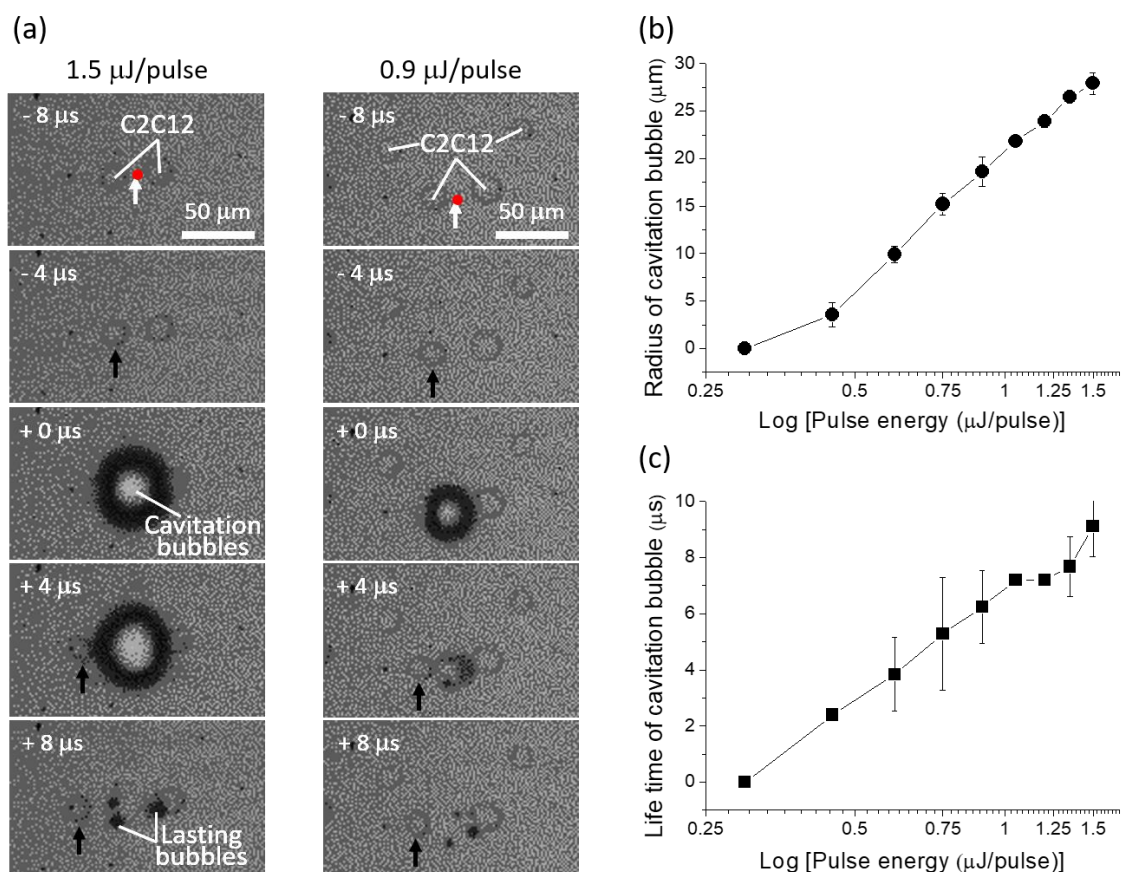 (a)
1.5 µJ/pulse
- 8 µs
C2C12
50 µm
- 4 µs
+ 0 µs
Cavitation
bubbles
+ 4 µs
+ 8 µs
Lasting
bubbles
0.9 µJ/pulse
- 8 µs
C2C12
50 µm
- 4 µs
+ 0 µs
+ 4 µs
+ 8 µs
(b)
Radius of cavitation bubble (µm)
30
25
20
15
10
5
0
0.25
0.5
0.75
1
1.25
1.5
Log [Pulse energy (µJ/pulse)]
(c)
Life time of cavitation bubble (µs)
10
8
6
4
2
0
0.25
0.5
0.75
1
1.25
1.5
Log [Pulse energy (µJ/pulse)]